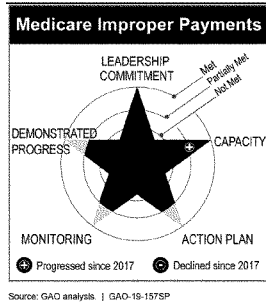 Medicare Improper Payments
LEADERSHIP
COMMITMENT
Met
Partially Met
Not Met
DEMONSTRATED
PROGRESS
CAPACITY
MONITORING
ACTION PLAN
Progressed since 2017
Declined since 2017
Source: GAO analysis. | GAO-19-157SP